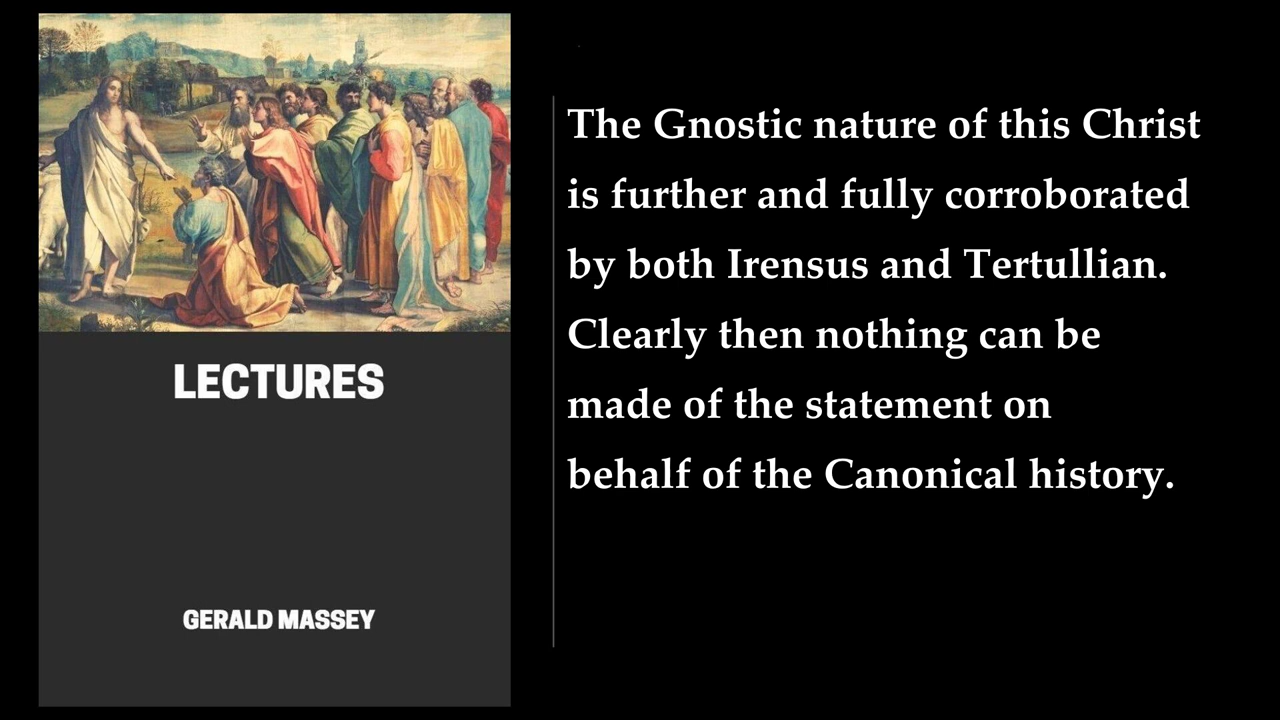 LECTURES
GERALD MASSEY
The Gnostic nature of this Christ
is further and fully corroborated
by both Irensus and Tertullian.
Clearly then nothing can be
made of the statement on
behalf of the Canonical history.